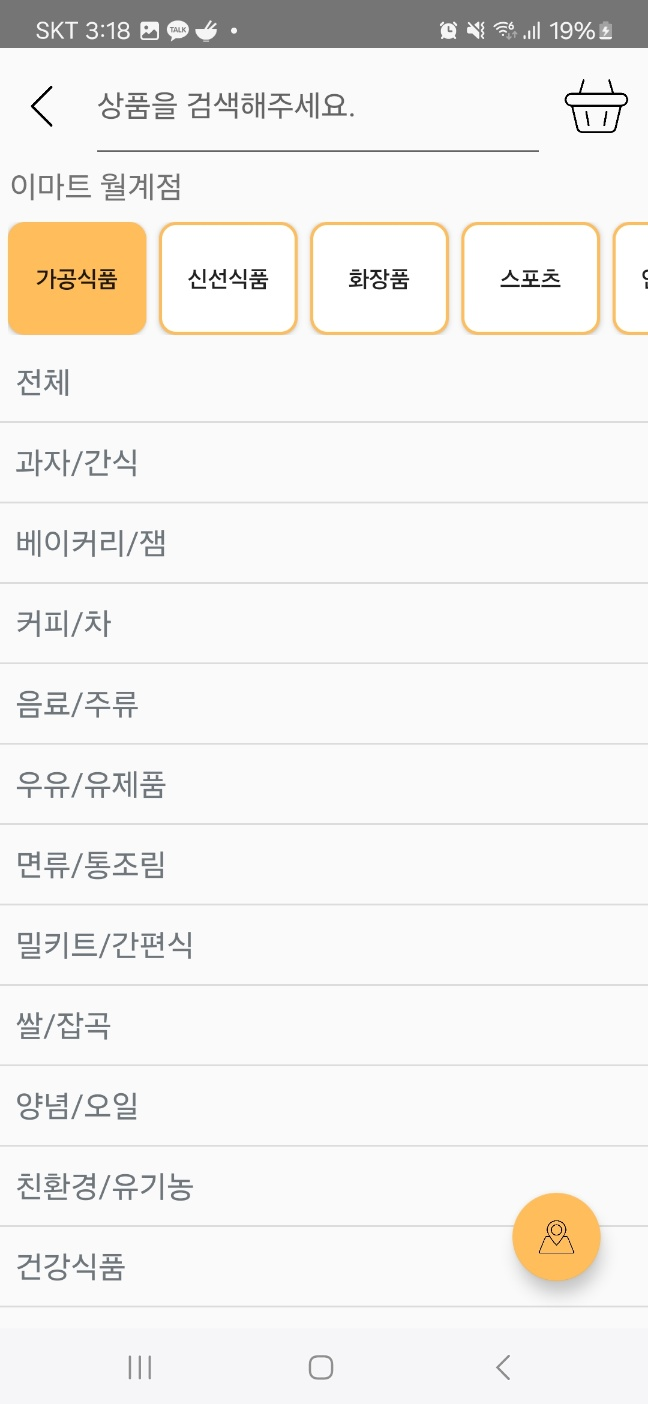 SKT 3:18 TALK 6 19%
상품을 검색해주세요.
이마트 월계점
가공식품 신선식품 화장품 스포츠
전체
과자/간식
베이커리/잼
커피/차
음료/주류
우유/유제품
면류/통조림
밀키트/간편식
쌀/잡곡
양념/오일
친환경/유기농
건강식품